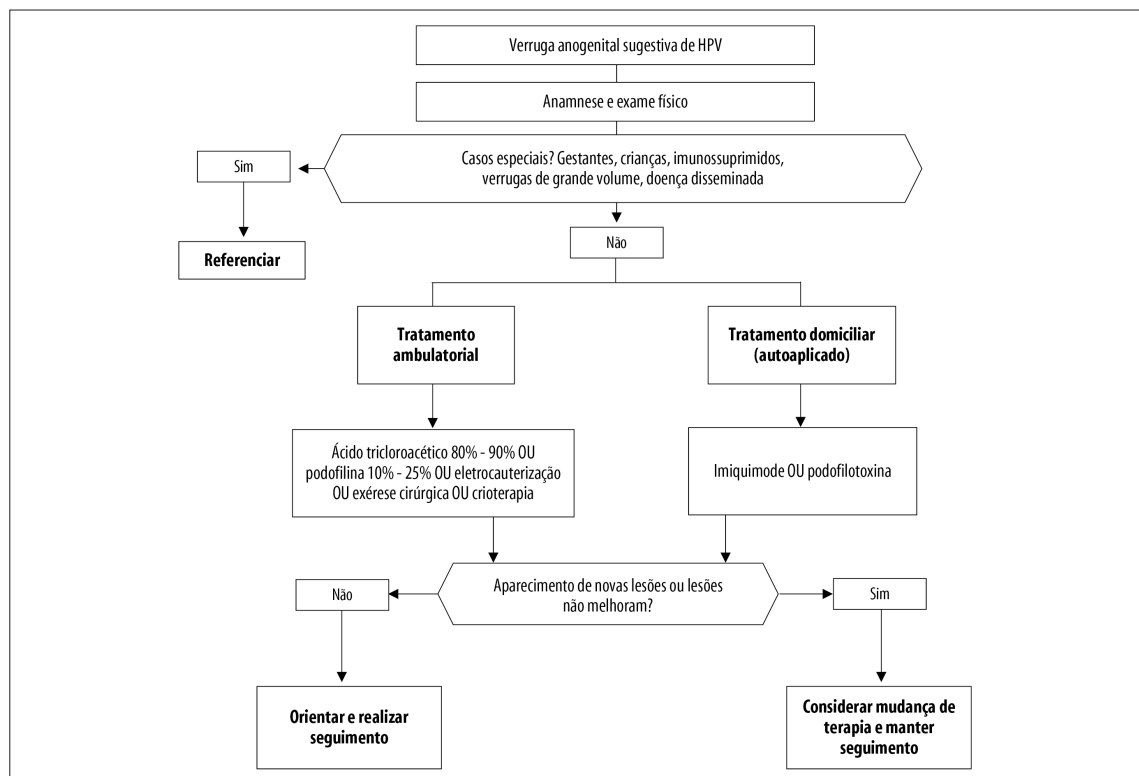 Verruga anogenital sugestiva de HPV
Anamnese e exame físico
Casos especiais? Gestantes, crianças, imunossuprimidos,
verrugas de grande volume, doença disseminada
Sim
Referenciar
Não
Tratamento
ambulatorial
Tratamento domiciliar
(autoaplicado)
Ácido tricloroacético 80% - 90% OU
podofilina 10% - 25% OU eletrocauterização
OU exérese cirúrgica OU crioterapia
Imiquimode OU podofilotoxina
Aparecimento de novas lesões ou lesões
não melhoram?
Não
Sim
Orientar e realizar
seguimento
Considerar mudança de
terapia e manter
seguimento